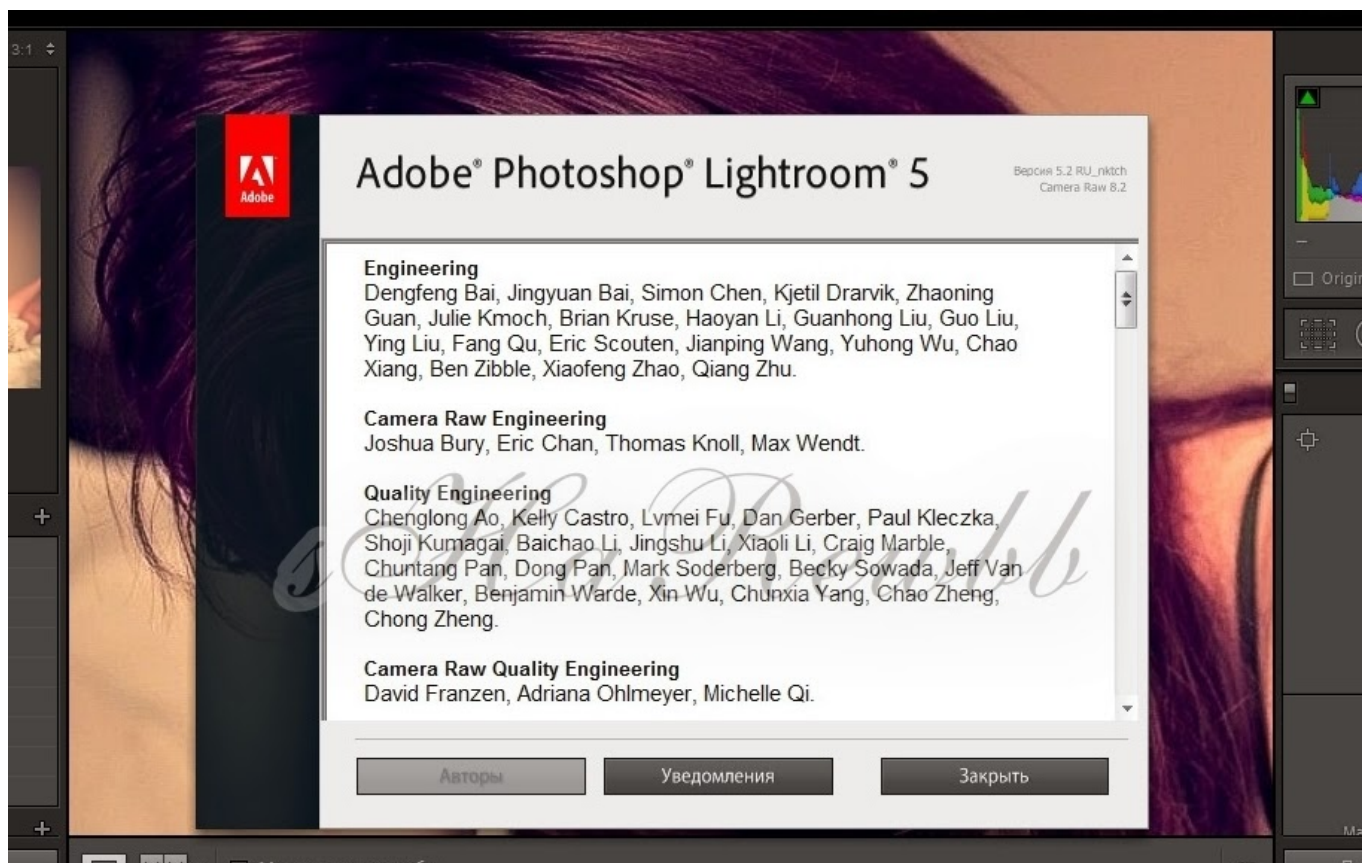 3:1
Adobe
Adobe® Photoshop® Lightroom® 5
Версия 5.2 RU_nktch
Camera Raw 8.2
Engineering
Dengfeng Bai, Jingyuan Bai, Simon Chen, Kjetil Drarvik, Zhaoning
Guan, Julie Kmoch, Brian Kruse, Haoyan Li, Guanhong Liu, Guo Liu,
Ying Liu, Fang Qu, Eric Scouten, Jianping Wang, Yuhong Wu, Chao
Xiang, Ben Zibble, Xiaofeng Zhao, Qiang Zhu.
Camera Raw Engineering
Joshua Bury, Eric Chan, Thomas Knoll, Max Wendt.
Quality Engineering
Chenglong Ao, Kelly Castro, Lvmei Fu, Dan Gerber, Paul Kleczka,
Shoji Kumagai, Baichao Li, Jingshu Li, Xiaoli Li, Craig Marble,
Chuntang Pan, Dong Pan, Mark Soderberg, Becky Sowada, Jeff Van
de Walker, Benjamin Warde, Xin Wu, Chunxia Yang, Chao Zheng,
Chong Zheng.
Camera Raw Quality Engineering
David Franzen, Adriana Ohlmeyer, Michelle Qi.
Авторы
Уведомления
Закрыть